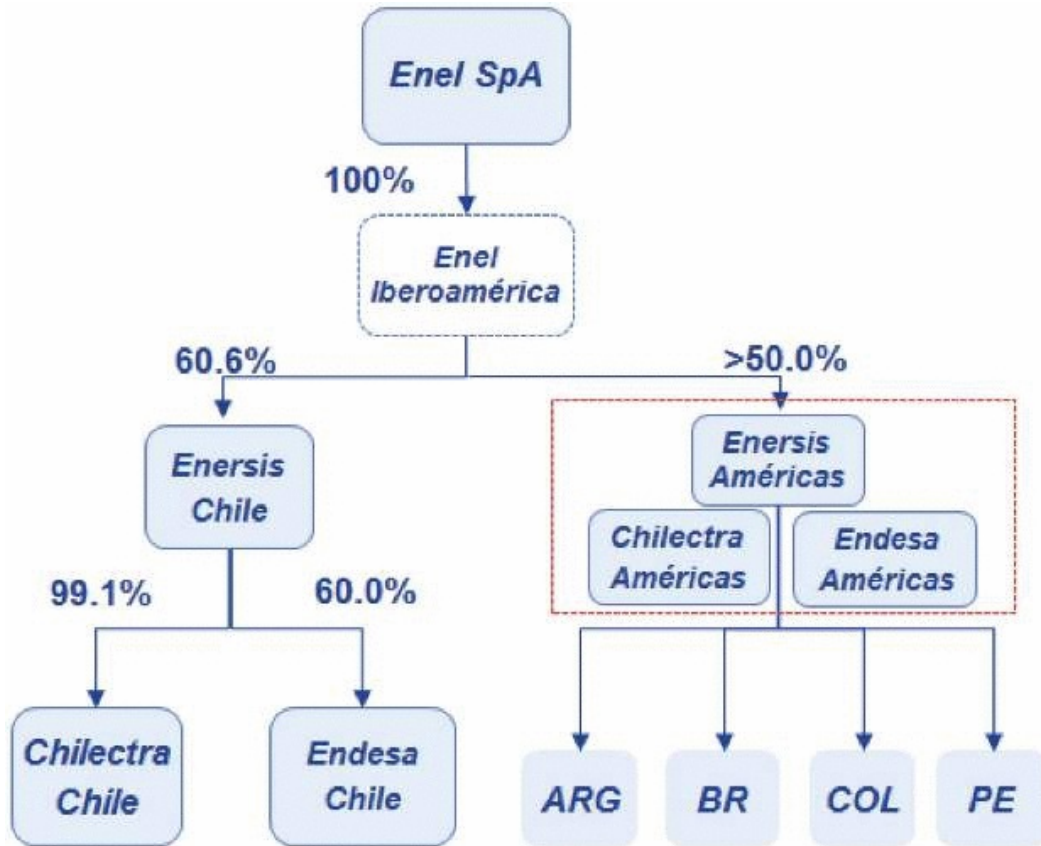 Enel SpA
100%
Enel
Iberoamérica
60.6%
>50.0%
Enersis
Chile
Enersis
Américas
Chilectra
Américas
Endesa
Américas
99.1%
60.0%
Chilectra
Chile
Endesa
Chile
ARG
BR
COL
PE